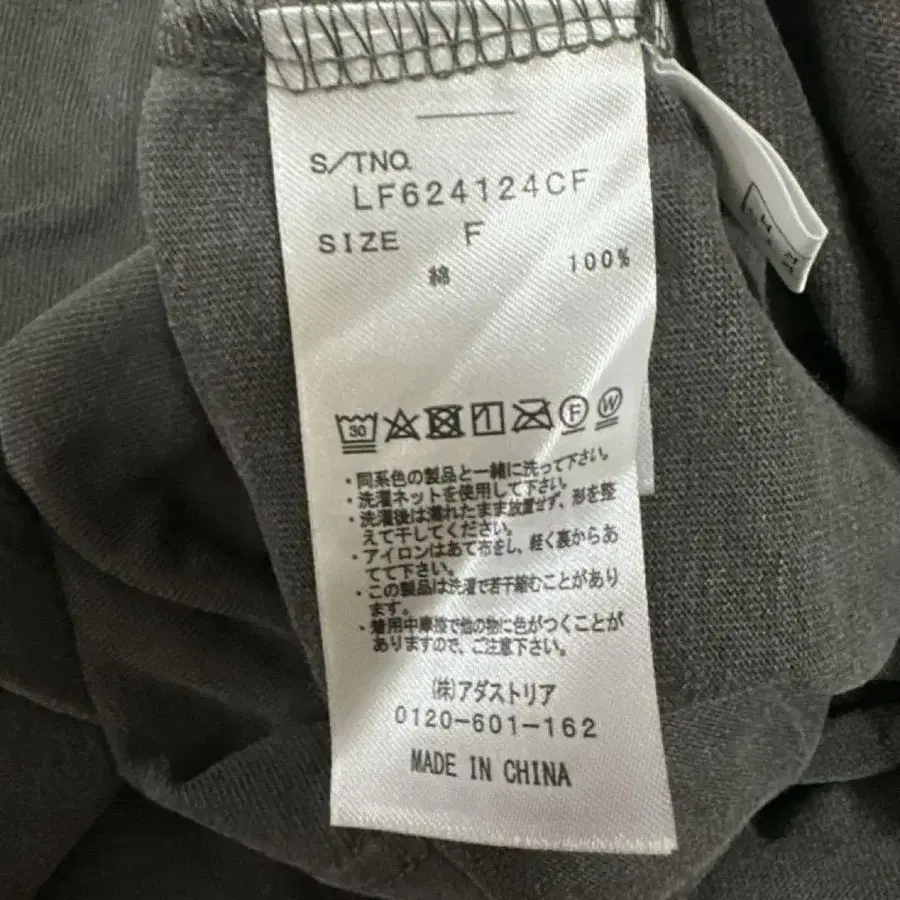 S/TNO.
LF624124CF
SIZE F
綿 100%
30 F W
・同系色の製品と一緒に洗って下さい。
・洗濯ネットを使用して下さい。
・洗濯後は濡れたまま放置せず、形を整
えて干してください。
・アイロンはあて布をし、軽く裏からあ
てて下さい。
・この製品は洗濯で若干縮むことがあり
ます。
・着用中摩擦で他の物に色がつくことが
ありますので、ご注意下さい。
(株)アダストリア
0120-601-162
MADE IN CHINA